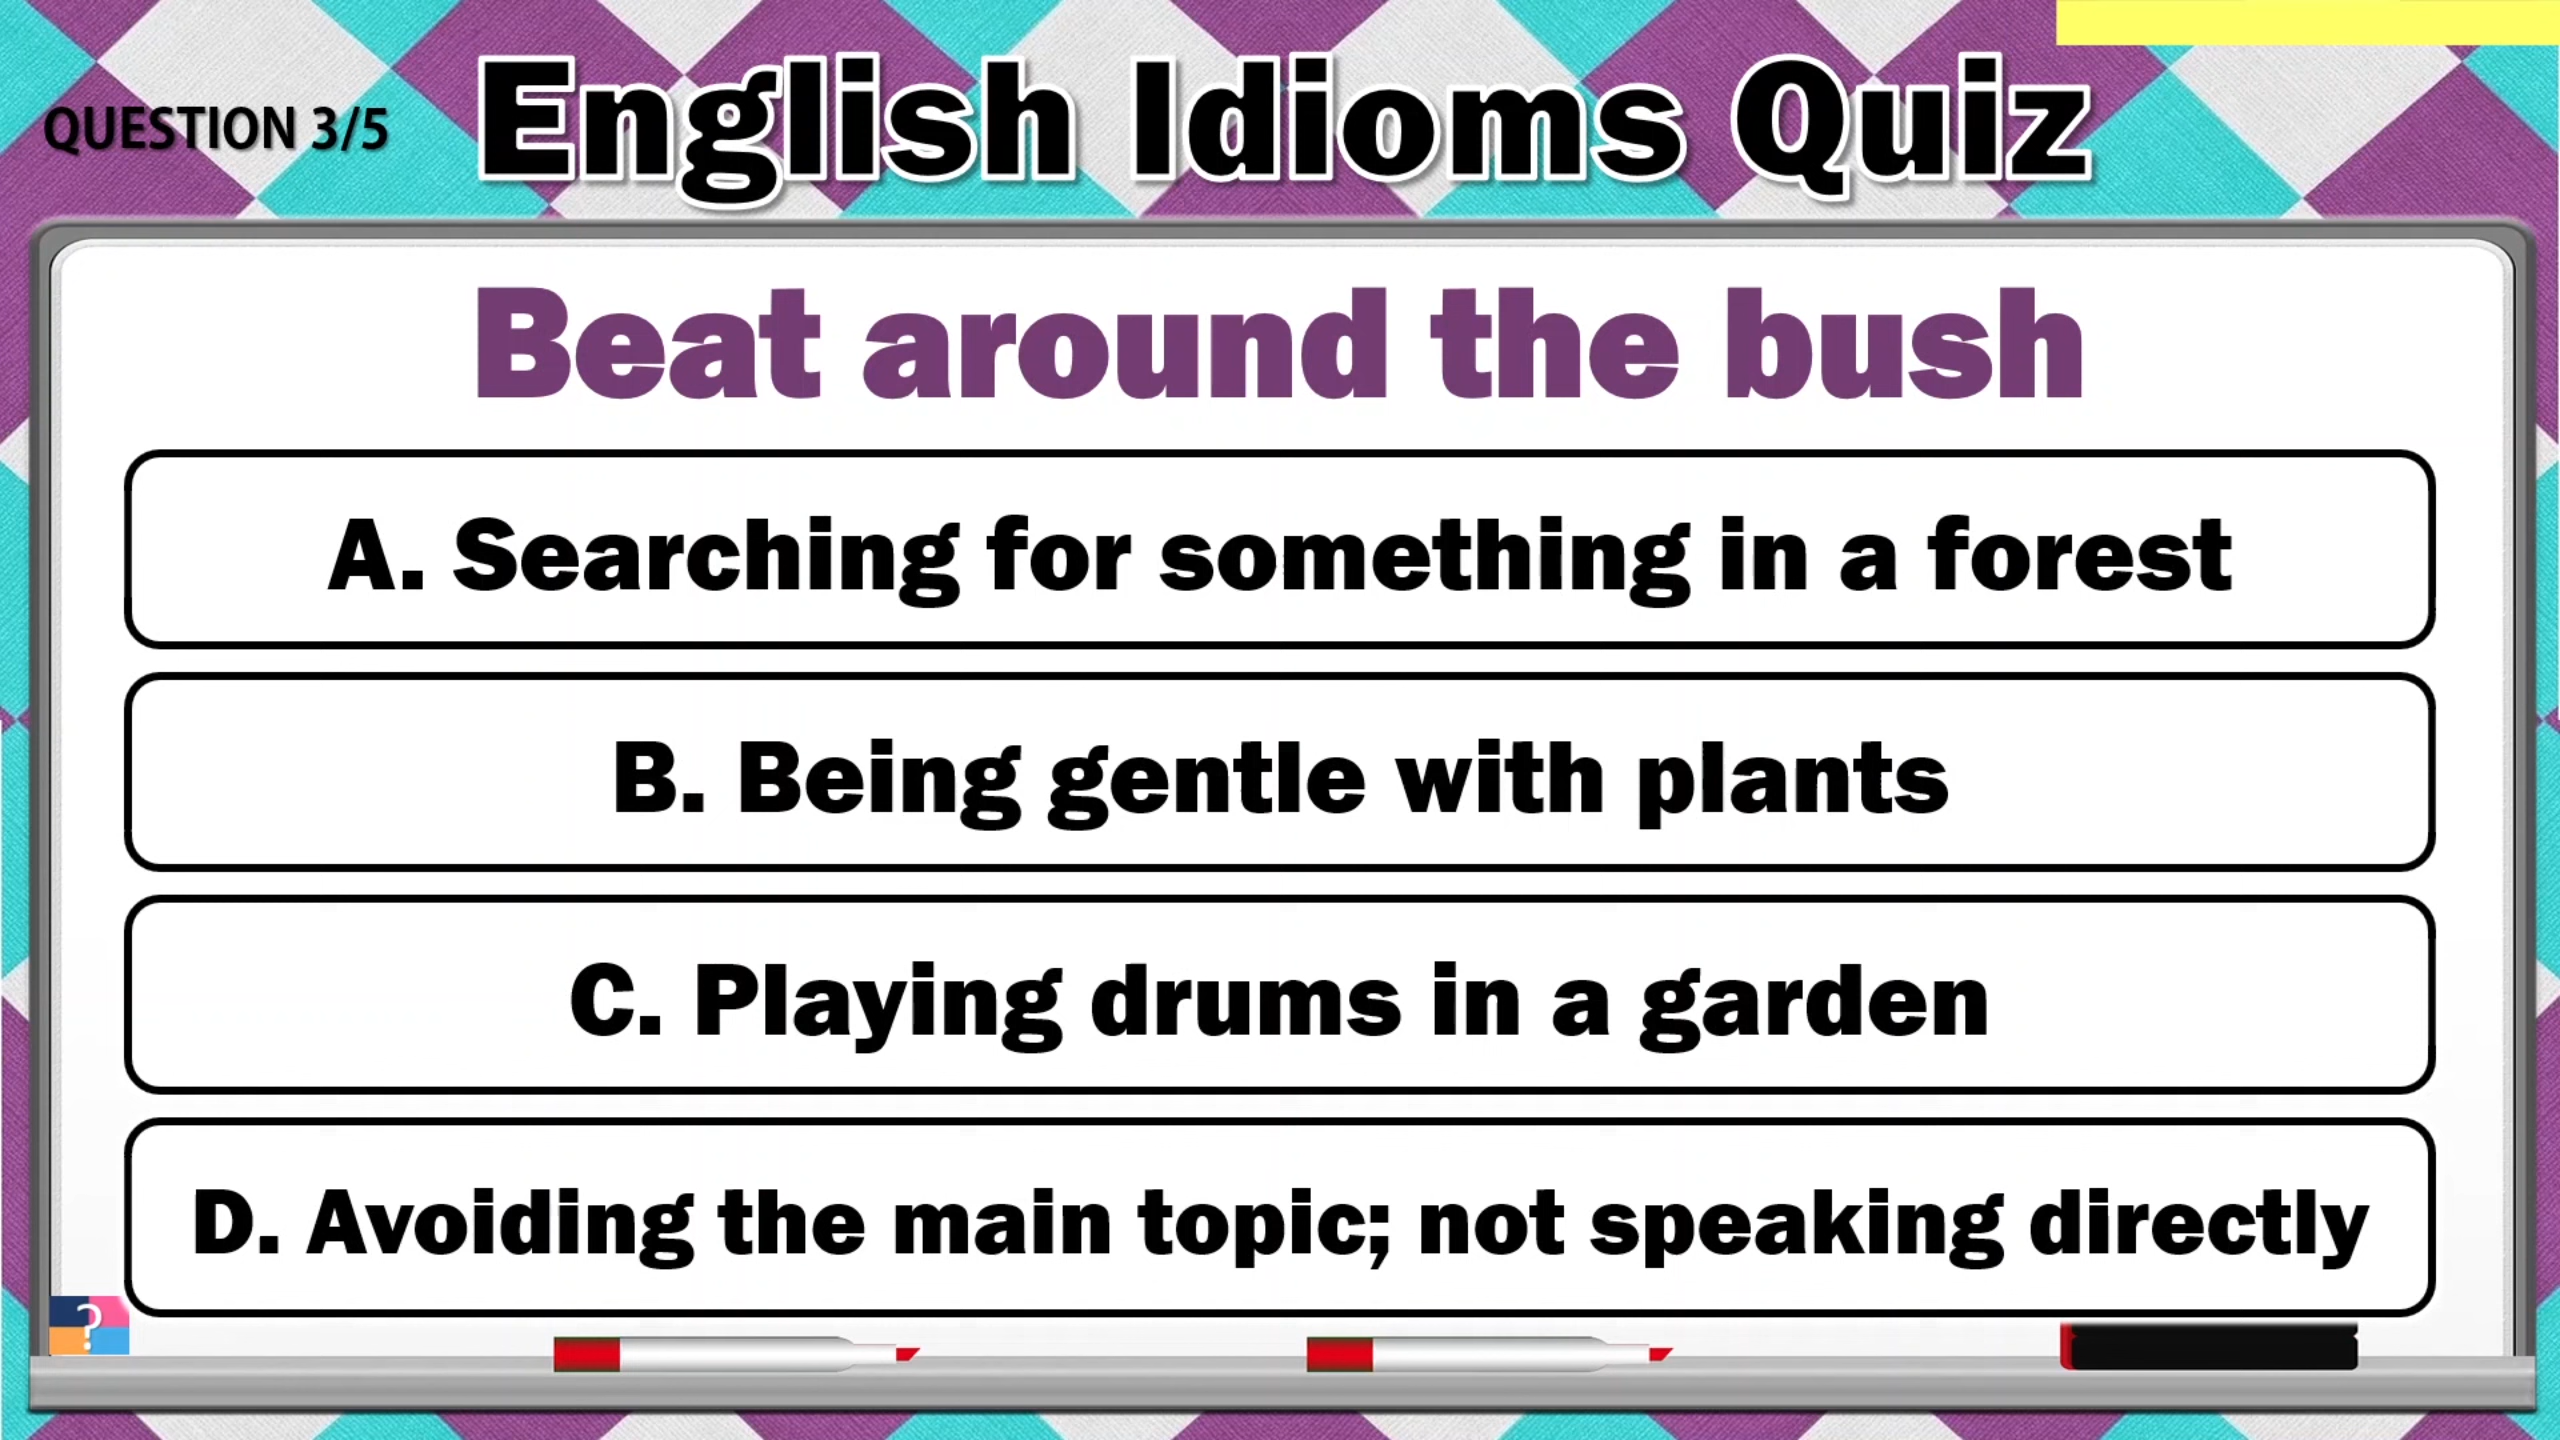 QUESTION 3/5
English Idioms Quiz
Beat around the bush
A. Searching for something in a forest
B. Being gentle with plants
C. Playing drums in a garden
D. Avoiding the main topic; not speaking directly
?